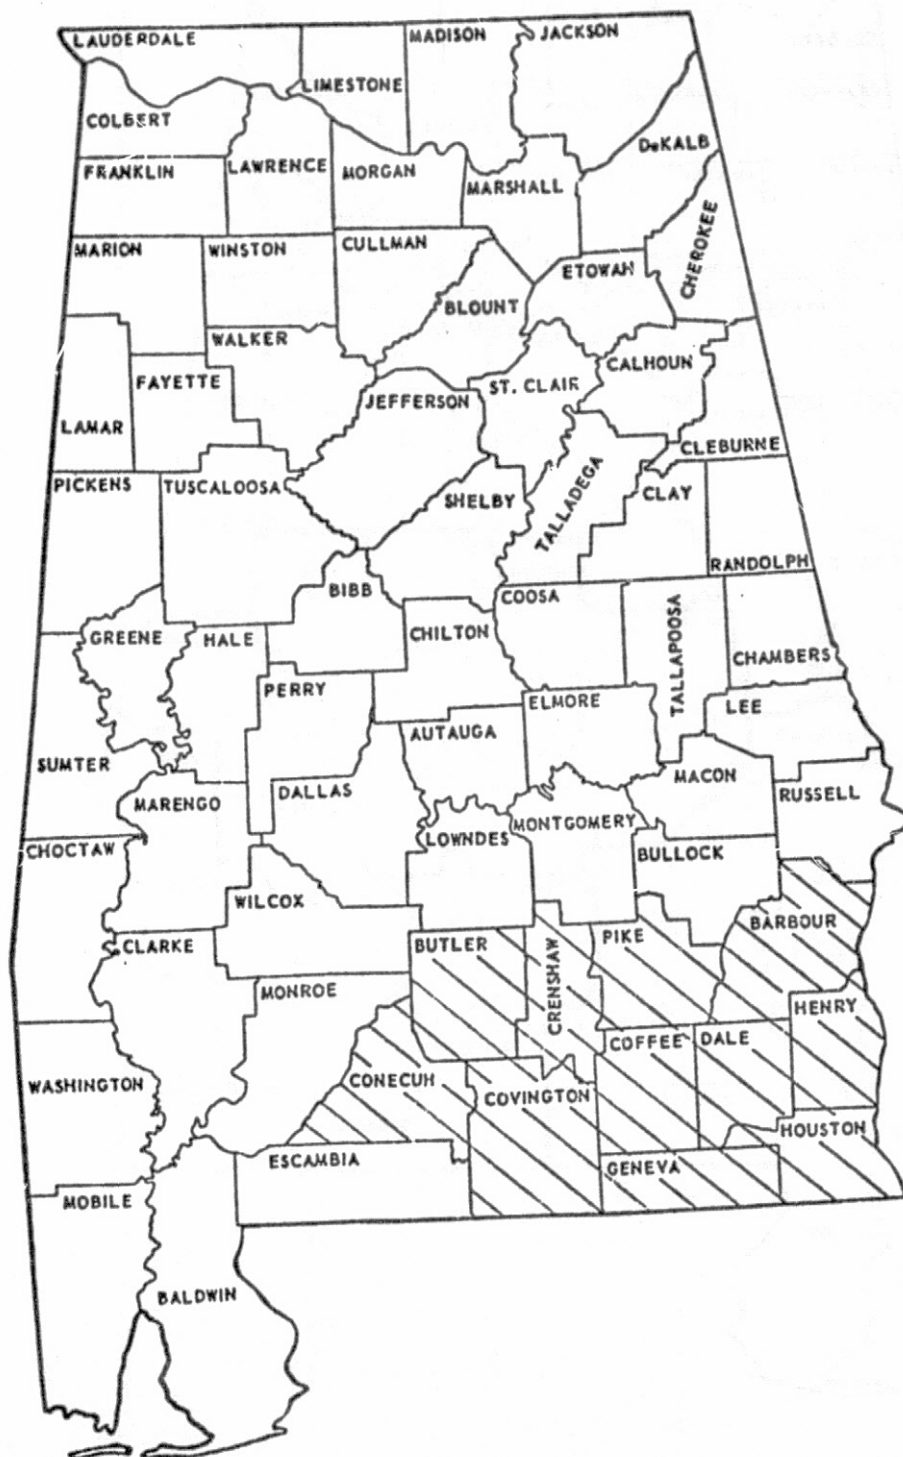 LAUDERDALE
LIMESTONE
MADISON
JACKSON
COLBERT
FRANKLIN
LAWRENCE
MORGAN
MARSHALL
DeKALB
CHEROKEE
MARION
WINSTON
CULLMAN
BLOUNT
ETOWAH
LAMAR
FAYETTE
WALKER
JEFFERSON
ST. CLAIR
CALHOUN
CLEBURNE
PICKENS
TUSCALOOSA
SHELBY
TALLADEGA
CLAY
RANDOLPH
GREENE
HALE
BIBB
CHILTON
COOSA
TALLAPOOSA
CHAMBERS
PERRY
AUTAUGA
ELMORE
LEE
SUMTER
MARENGO
DALLAS
LOWNDES
MONTGOMERY
MACON
RUSSELL
CHOCTAW
WILCOX
BULLOCK
CLARKE
BUTLER
CRENSHAW
PIKE
BARBOUR
MONROE
HENRY
WASHINGTON
CONECUH
COVINGTON
COFFEE
DALE
HOUSTON
MOBILE
ESCAMBIA
GENEVA
BALDWIN